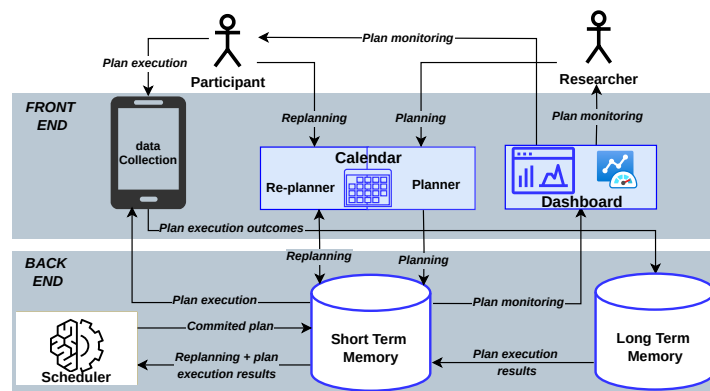 Plan monitoring
Plan execution
Participant
Researcher
FRONT
END
Replanning
Planning
Plan monitoring
data
Collection
Calendar
Re-planner
Planner
Dashboard
Plan execution outcomes
BACK
END
Replanning
Planning
Plan execution
Plan monitoring
Commited plan
Short Term
Memory
Long Term
Memory
Scheduler
Replanning + plan
execution results
Plan execution
results